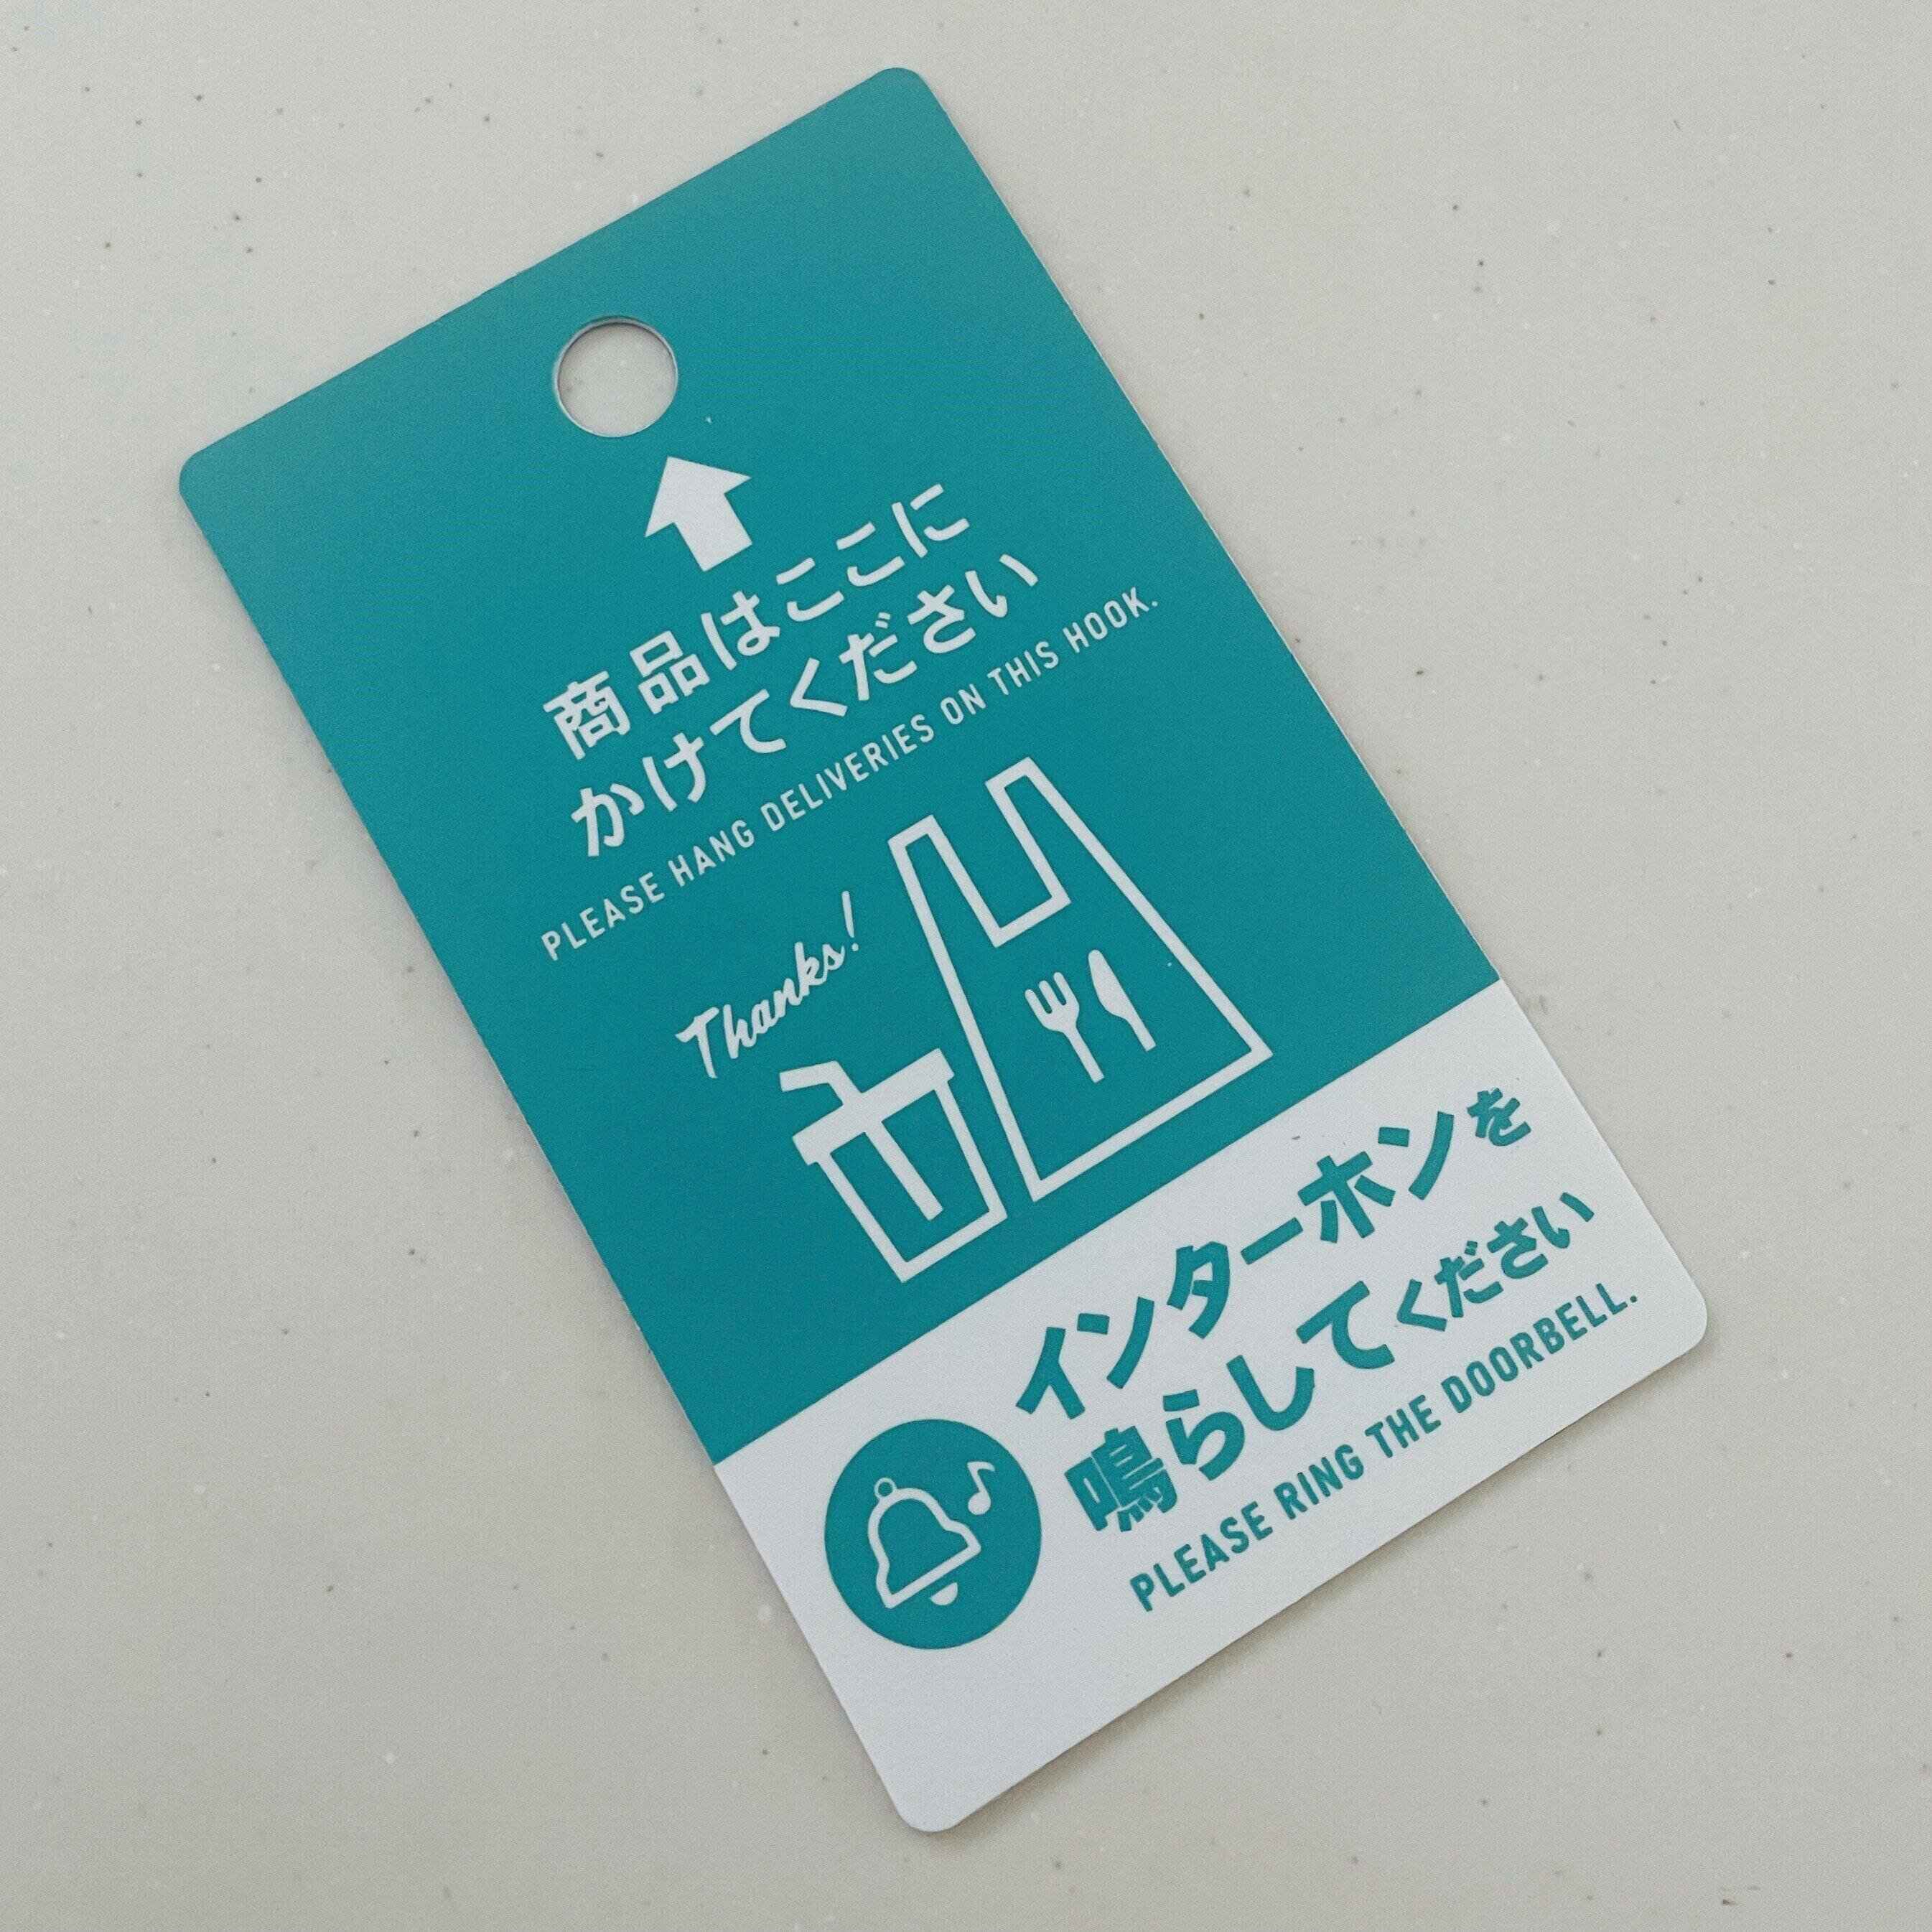 商品はここに
かけてください
PLEASE HANG DELIVERIES ON THIS HOOK.
Thanks!
インターホンを
鳴らしてください
PLEASE RING THE DOORBELL.